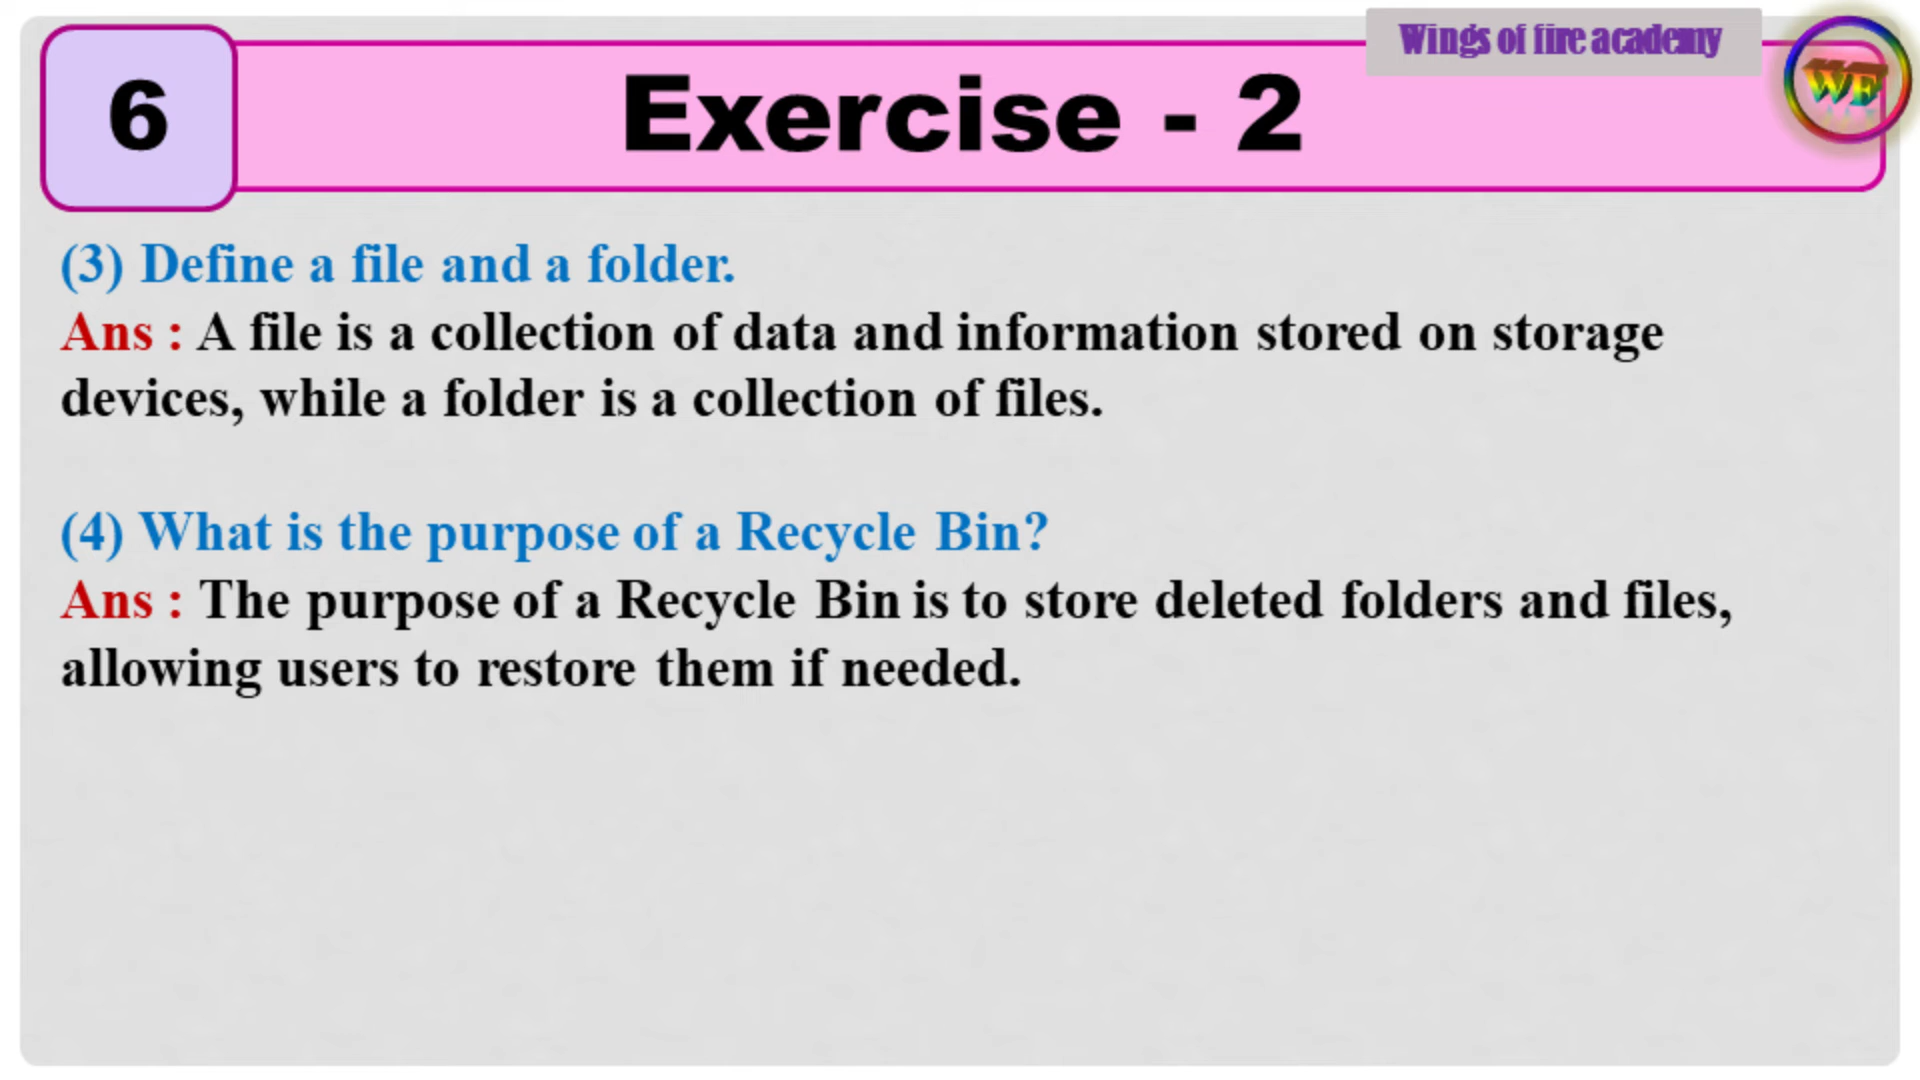 Wings of fire academy
WF
6
Exercise - 2
(3) Define a file and a folder.
Ans : A file is a collection of data and information stored on storage
devices, while a folder is a collection of files.
(4) What is the purpose of a Recycle Bin?
Ans : The purpose of a Recycle Bin is to store deleted folders and files,
allowing users to restore them if needed.